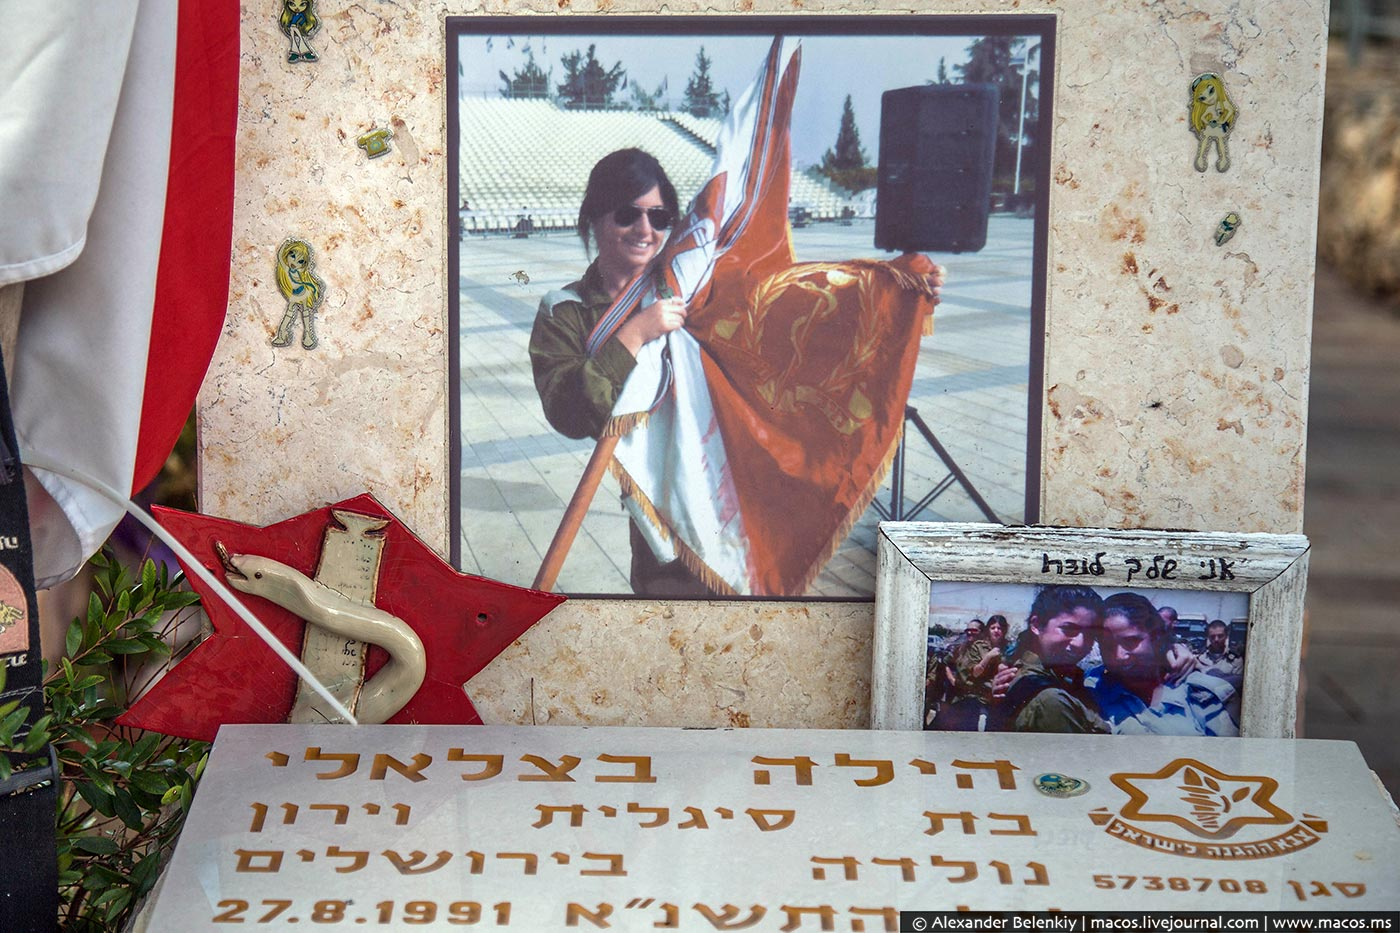 "אני שלך לנצח
הילה בצלאלי
בת סיגלית וירון
נולדה בירושלים
התשנ"א 27.8.1991
צבא ההגנה לישראל
סגן 5738708
© Alexander Belenkiy | macos.livejournal.com | www.macos.ms